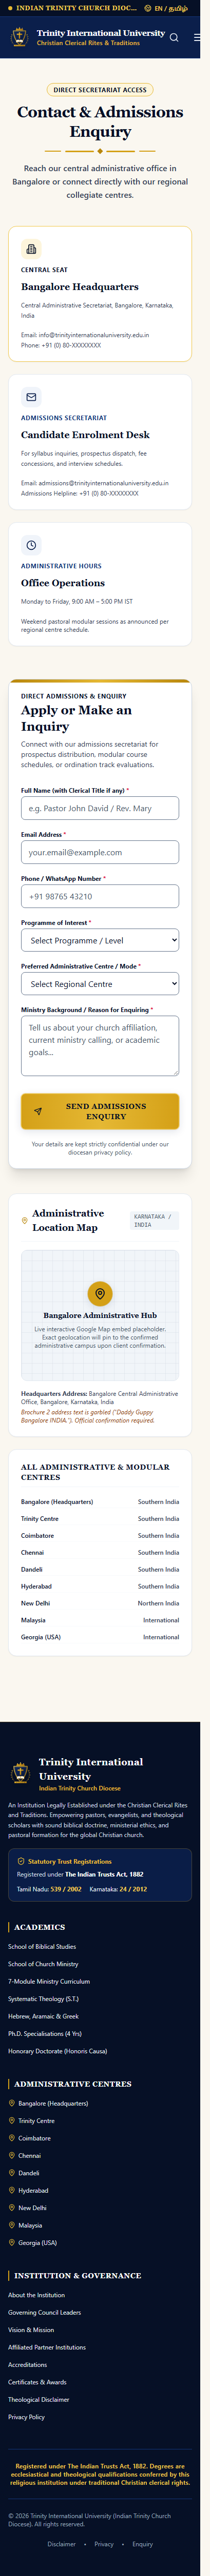 INDIAN TRINITY CHURCH DIOC... EN / தமிழ்
Trinity International University
Christian Clerical Rites & Traditions
DIRECT SECRETARIAT ACCESS
Contact & Admissions
Enquiry
Reach our central administrative office in
Bangalore or connect directly with our regional
collegiate centres.
CENTRAL SEAT
Bangalore Headquarters
Central Administrative Secretariat, Bangalore, Karnataka,
India
Email: info@trinityinternationaluniversity.edu.in
Phone: +91 (0) 80-XXXXXXXX
ADMISSIONS SECRETARIAT
Candidate Enrolment Desk
For syllabus inquiries, prospectus dispatch, fee
concessions, and interview schedules.
Email: admissions@trinityinternationaluniversity.edu.in
Admissions Helpline: +91 (0) 80-XXXXXXXX
ADMINISTRATIVE HOURS
Office Operations
Monday to Friday, 9:00 AM – 5:00 PM IST
Weekend pastoral modular sessions as announced per
regional centre schedule.
DIRECT ADMISSIONS & ENQUIRY
Apply or Make an
Inquiry
Connect with our admissions secretariat for
prospectus distribution, modular course
schedules, or ordination track evaluations.
Full Name (with Clerical Title if any) *
e.g. Pastor John David / Rev. Mary
Email Address *
your.email@example.com
Phone / WhatsApp Number *
+91 98765 43210
Programme of Interest *
Select Programme / Level
Preferred Administrative Centre / Mode *
Select Regional Centre
Ministry Background / Reason for Enquiring *
Tell us about your church affiliation,
current ministry calling, or academic
goals...
SEND ADMISSIONS
ENQUIRY
Your details are kept strictly confidential under our
diocesan privacy policy.
Administrative
Location Map
KARNATAKA /
INDIA
Bangalore Administrative Hub
Live interactive Google Map embed placeholder.
Exact geolocation will pin to the confirmed
administrative campus upon client confirmation.
Headquarters Address: Bangalore Central Administrative
Office, Bangalore, Karnataka, India
Brochure 2 address text is garbled ("Daddy Guppy
Bangalore INDIA."). Official confirmation required.
ALL ADMINISTRATIVE & MODULAR
CENTRES
Bangalore (Headquarters) Southern India
Trinity Centre Southern India
Coimbatore Southern India
Chennai Southern India
Dandeli Southern India
Hyderabad Southern India
New Delhi Northern India
Malaysia International
Georgia (USA) International
Trinity International
University
Indian Trinity Church Diocese
An Institution Legally Established under the Christian Clerical Rites
and Traditions. Empowering pastors, evangelists, and theological
scholars with sound biblical doctrine, ministerial ethics, and
pastoral formation for the global Christian church.
Statutory Trust Registrations
Registered under The Indian Trusts Act, 1882
Tamil Nadu: 539 / 2002 Karnataka: 24 / 2012
ACADEMICS
School of Biblical Studies
School of Church Ministry
7-Module Ministry Curriculum
Systematic Theology (S.T.)
Hebrew, Aramaic & Greek
Ph.D. Specialisations (4 Yrs)
Honorary Doctorate (Honoris Causa)
ADMINISTRATIVE CENTRES
Bangalore (Headquarters)
Trinity Centre
Coimbatore
Chennai
Dandeli
Hyderabad
New Delhi
Malaysia
Georgia (USA)
INSTITUTION & GOVERNANCE
About the Institution
Governing Council Leaders
Vision & Mission
Affiliated Partner Institutions
Accreditations
Certificates & Awards
Theological Disclaimer
Privacy Policy
Registered under The Indian Trusts Act, 1882. Degrees are
ecclesiastical and theological qualifications conferred by this
religious institution under traditional Christian clerical rights.
© 2026 Trinity International University (Indian Trinity Church
Diocese). All rights reserved.
Disclaimer • Privacy • Enquiry